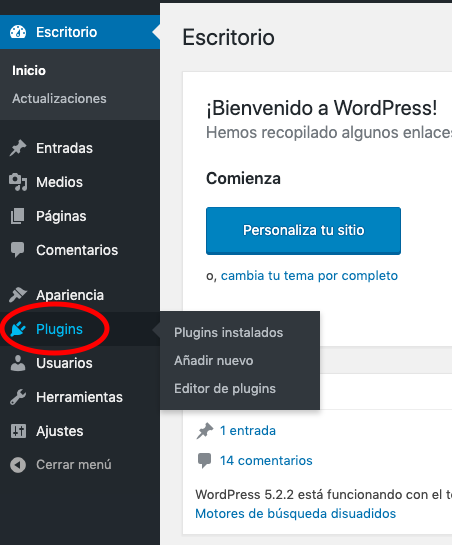 Escritorio
Inicio
Actualizaciones
Entradas
Medios
Páginas
Comentarios
Apariencia
Plugins
Usuarios
Herramientas
Ajustes
Cerrar menú
Plugins instalados
Añadir nuevo
Editor de plugins
Escritorio
¡Bienvenido a WordPress!
Hemos recopilado algunos enlaces
Comienza
Personaliza tu sitio
o, cambia tu tema por completo
1 entrada
14 comentarios
WordPress 5.2.2 está funcionando con el
Motores de búsqueda disuadidos